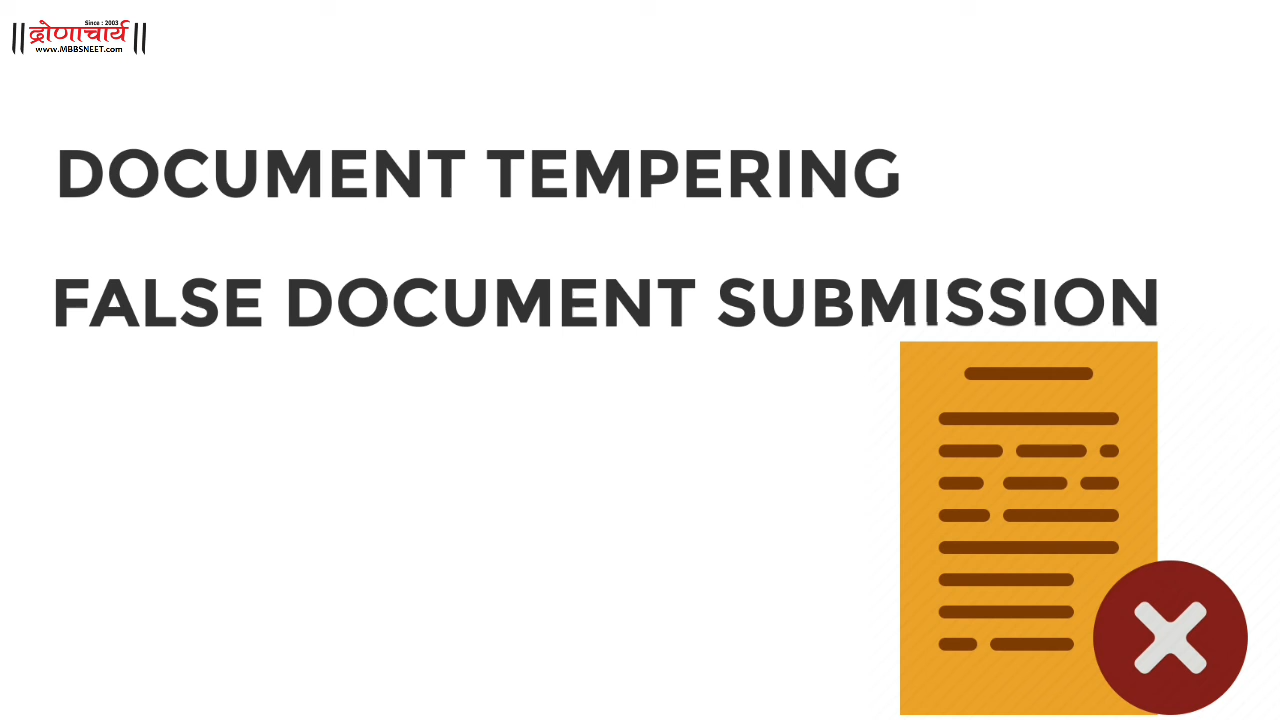 Since : 2003
|| द्रोणाचार्य ||
www.MBBSNEET.com
DOCUMENT TEMPERING
FALSE DOCUMENT SUBMISSION